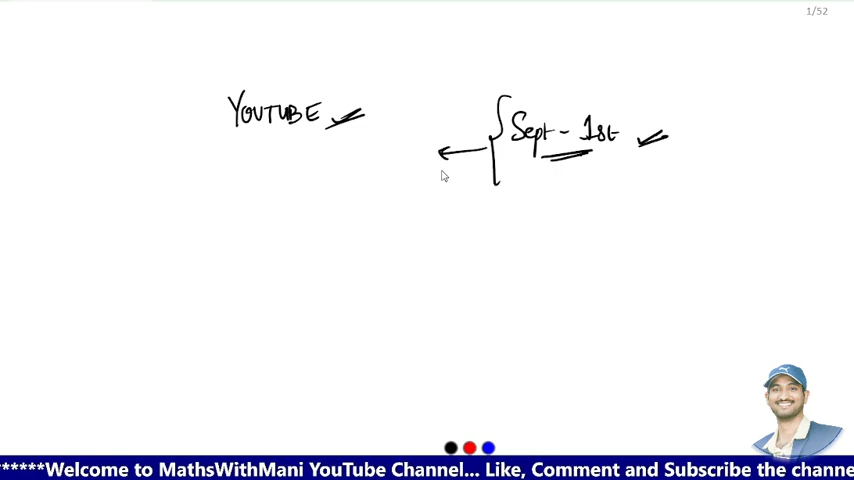 1/52
YOUTUBE
Sept - 1st
******Welcome to MathsWithMani YouTube Channel... Like, Comment and Subscribe the channe